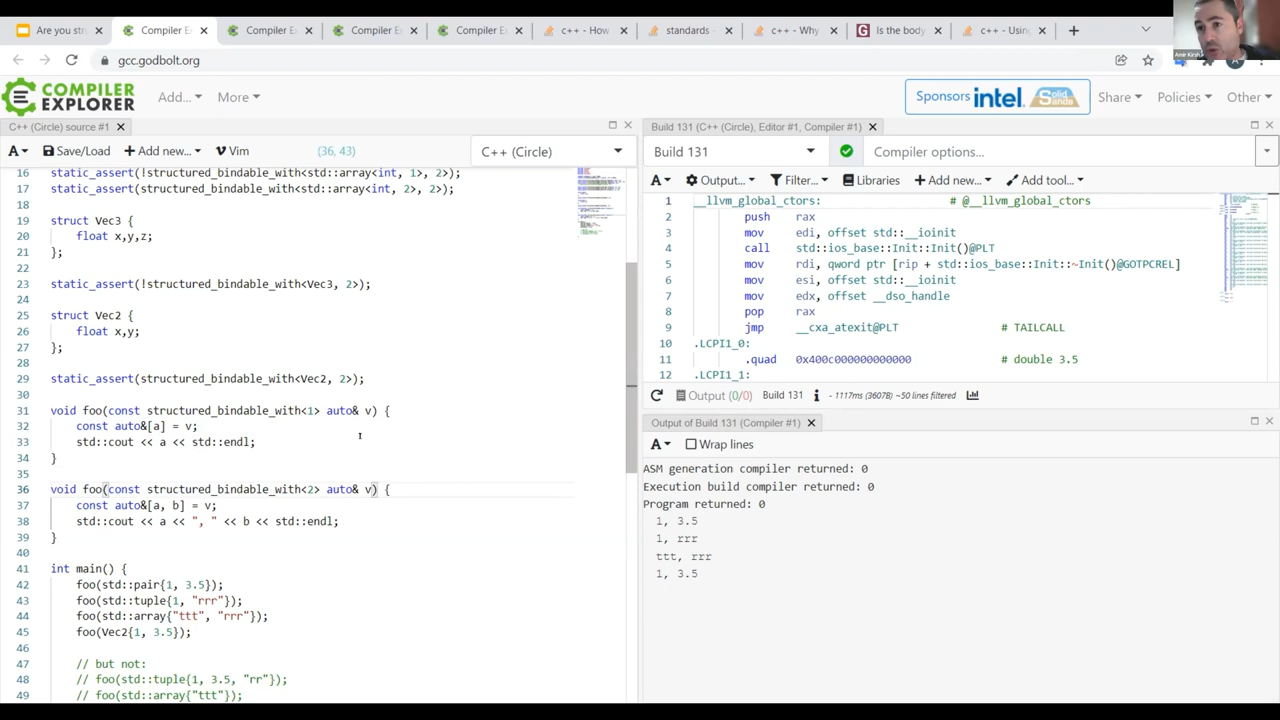 Are you st
Compiler E
Compiler Ex
Compiler Ex
Compiler Ex
c++ - How
standards
c++ - Why
Is the body
c++ - Using
gcc.godbolt.org
Amir Kirsh
COMPILER
EXPLORER
Add...
More
Sponsors intel. Solid Sands
Share
Policies
Other
C++ (Circle) source #1
A
Save/Load
Add new...
Vim
(36, 43)
C++ (Circle)
16 static_assert(!structured_bindable_with<std::array<int, 1>, 2>);
17 static_assert(structured_bindable_with<std::array<int, 2>, 2>);
18
19 struct Vec3 {
20 float x,y,z;
21 };
22
23 static_assert(!structured_bindable_with<Vec3, 2>);
24
25 struct Vec2 {
26 float x,y;
27 };
28
29 static_assert(structured_bindable_with<Vec2, 2>);
30
31 void foo(const structured_bindable_with<1> auto& v) {
32 const auto&[a] = v;
33 std::cout << a << std::endl;
34 }
35
36 void foo(const structured_bindable_with<2> auto& v) {
37 const auto&[a, b] = v;
38 std::cout << a << ", " << b << std::endl;
39 }
40
41 int main() {
42 foo(std::pair{1, 3.5});
43 foo(std::tuple{1, "rrr"});
44 foo(std::array{"ttt", "rrr"});
45 foo(Vec2{1, 3.5});
46
47 // but not:
48 // foo(std::tuple{1, 3.5, "rr"});
49 // foo(std::array{"ttt"});
Build 131 (C++ (Circle), Editor #1, Compiler #1)
Build 131
Compiler options...
A
Output...
Filter...
Libraries
Add new...
Add tool...
1 __llvm_global_ctors: # @__llvm_global_ctors
2 push rax
3 mov edi, offset std::__ioinit
4 call std::ios_base::Init::Init()@PLT
5 mov rdi, qword ptr [rip + std::ios_base::Init::~Init()@GOTPCREL]
6 mov esi, offset std::__ioinit
7 mov edx, offset __dso_handle
8 pop rax
9 jmp __cxa_atexit@PLT # TAILCALL
10 .LCPI1_0:
11 .quad 0x400c000000000000 # double 3.5
12 .LCPI1_1:
Output (0/0) Build 131 - 1117ms (3607B) ~50 lines filtered
Output of Build 131 (Compiler #1)
A
Wrap lines
ASM generation compiler returned: 0
Execution build compiler returned: 0
Program returned: 0
1, 3.5
1, rrr
ttt, rrr
1, 3.5